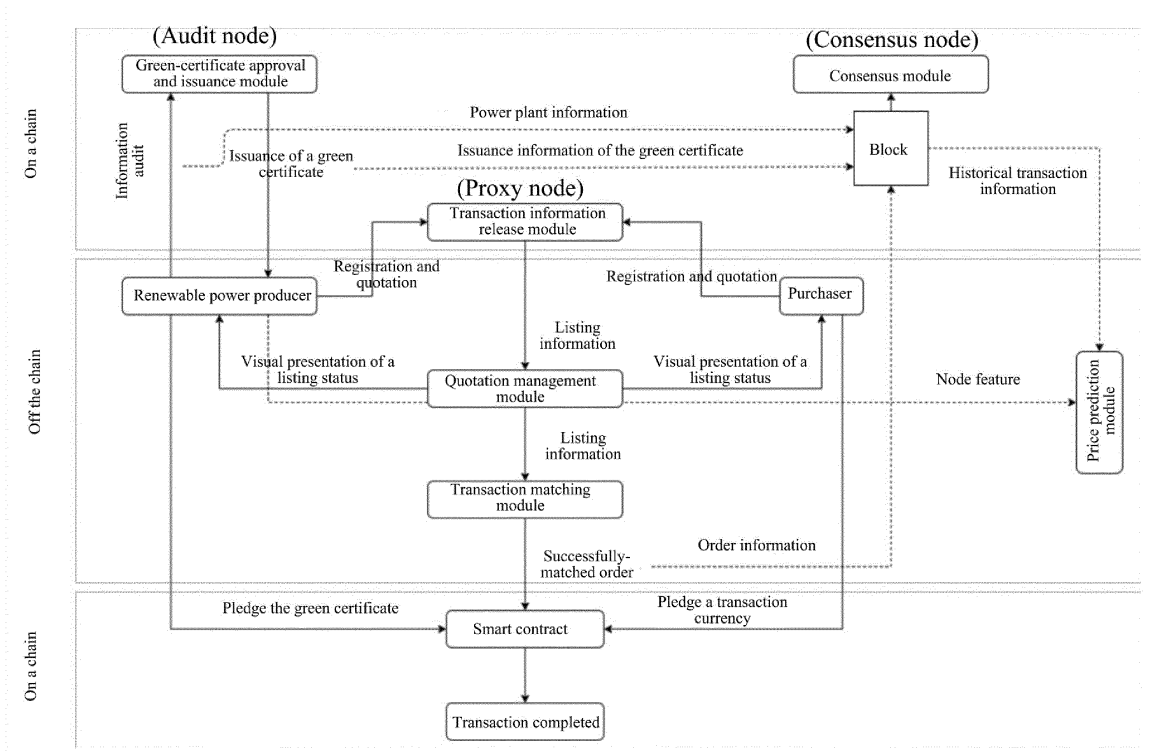 (Audit node)
(Consensus node)
Green-certificate approval
and issuance module
Consensus module
On a chain
Information
audit
Power plant information
Issuance of a green
certificate
Issuance information of the green certificate
Block
Historical transaction
information
(Proxy node)
Transaction information
release module
Registration and
quotation
Registration and quotation
Renewable power producer
Purchaser
Off the chain
Listing
information
Visual presentation of a
listing status
Visual presentation of a
listing status
Quotation management
module
Node feature
Price prediction
module
Listing
information
Transaction matching
module
Successfully-
matched order
Order information
On a chain
Pledge the green certificate
Pledge a transaction
currency
Smart contract
Transaction completed